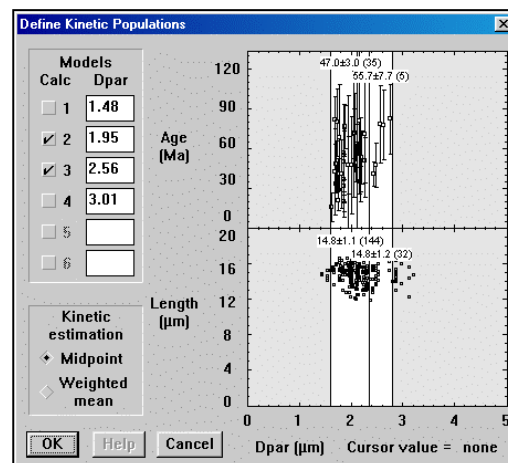 Define Kinetic Populations
Models
Calc Dpar
1 1.48
2 1.95
3 2.56
4 3.01
5
6
Kinetic
estimation
Midpoint
Weighted
mean
OK Help Cancel
Age
(Ma)
120
90
60
30
0
47.0±3.0 (35)
55.7±7.7 (5)
Length
(µm)
20
16
12
8
4
0
14.8±1.1 (144)
14.8±1.2 (32)
0 1 2 3 4 5
Dpar (µm) Cursor value = none